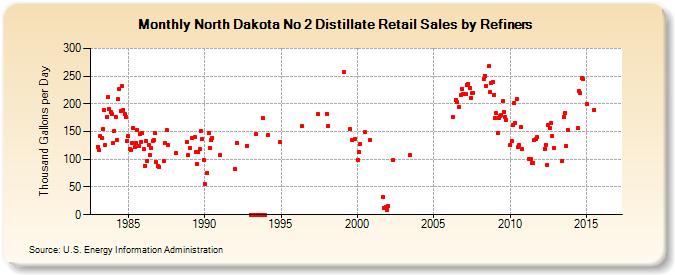 Monthly North Dakota No 2 Distillate Retail Sales by Refiners
Thousand Gallons per Day
300
250
200
150
100
50
0
1985 1990 1995 2000 2005 2010 2015
Source: U.S. Energy Information Administration